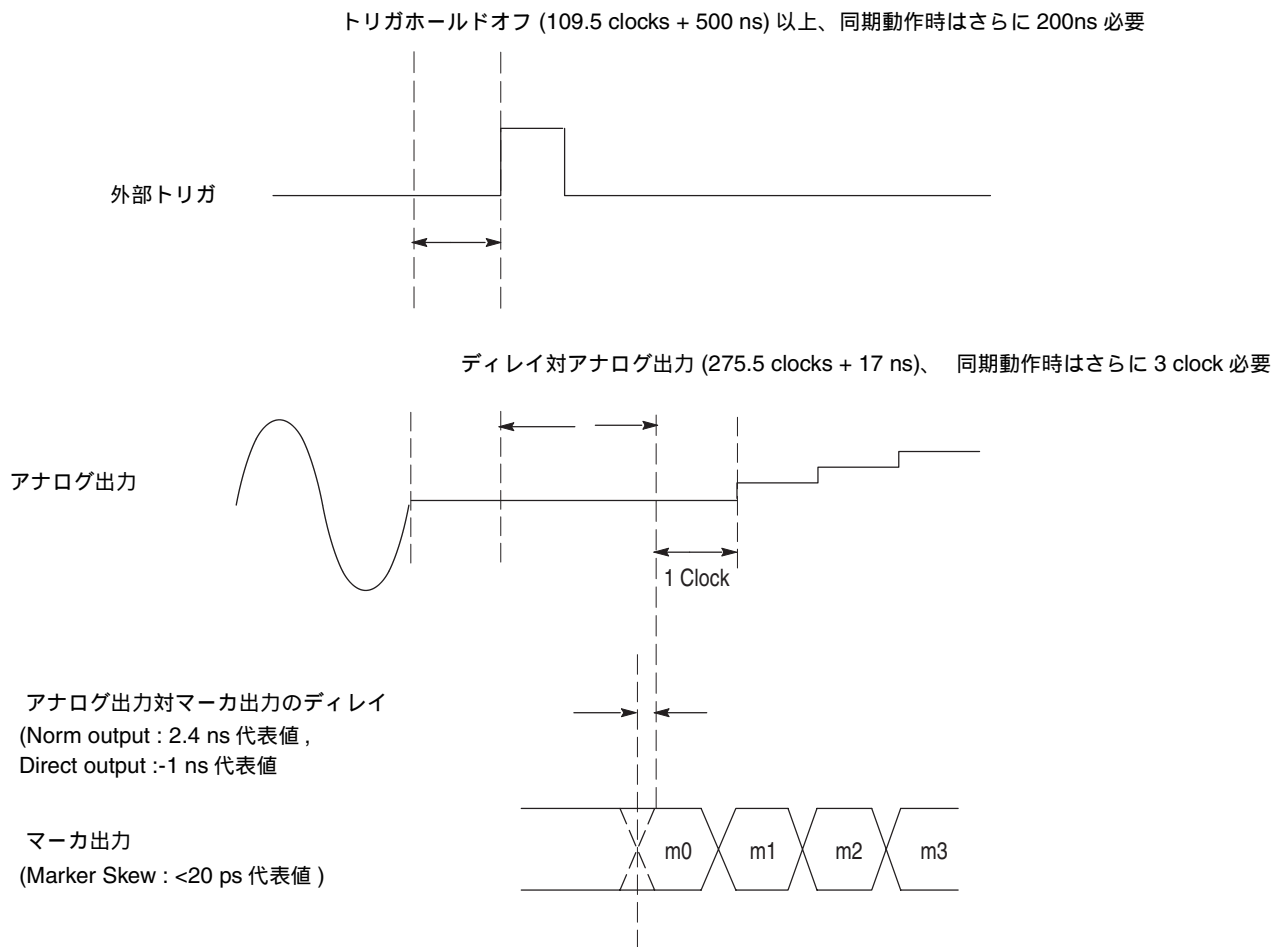 トリガホールドオフ (109.5 clocks + 500 ns) 以上、同期動作時はさらに 200ns 必要
外部トリガ
ディレイ対アナログ出力 (275.5 clocks + 17 ns)、 同期動作時はさらに 3 clock 必要
アナログ出力
1 Clock
アナログ出力対マーカ出力のディレイ
(Norm output : 2.4 ns 代表値 ,
Direct output :-1 ns 代表値
マーカ出力
(Marker Skew : <20 ps 代表値 )
m0 m1 m2 m3